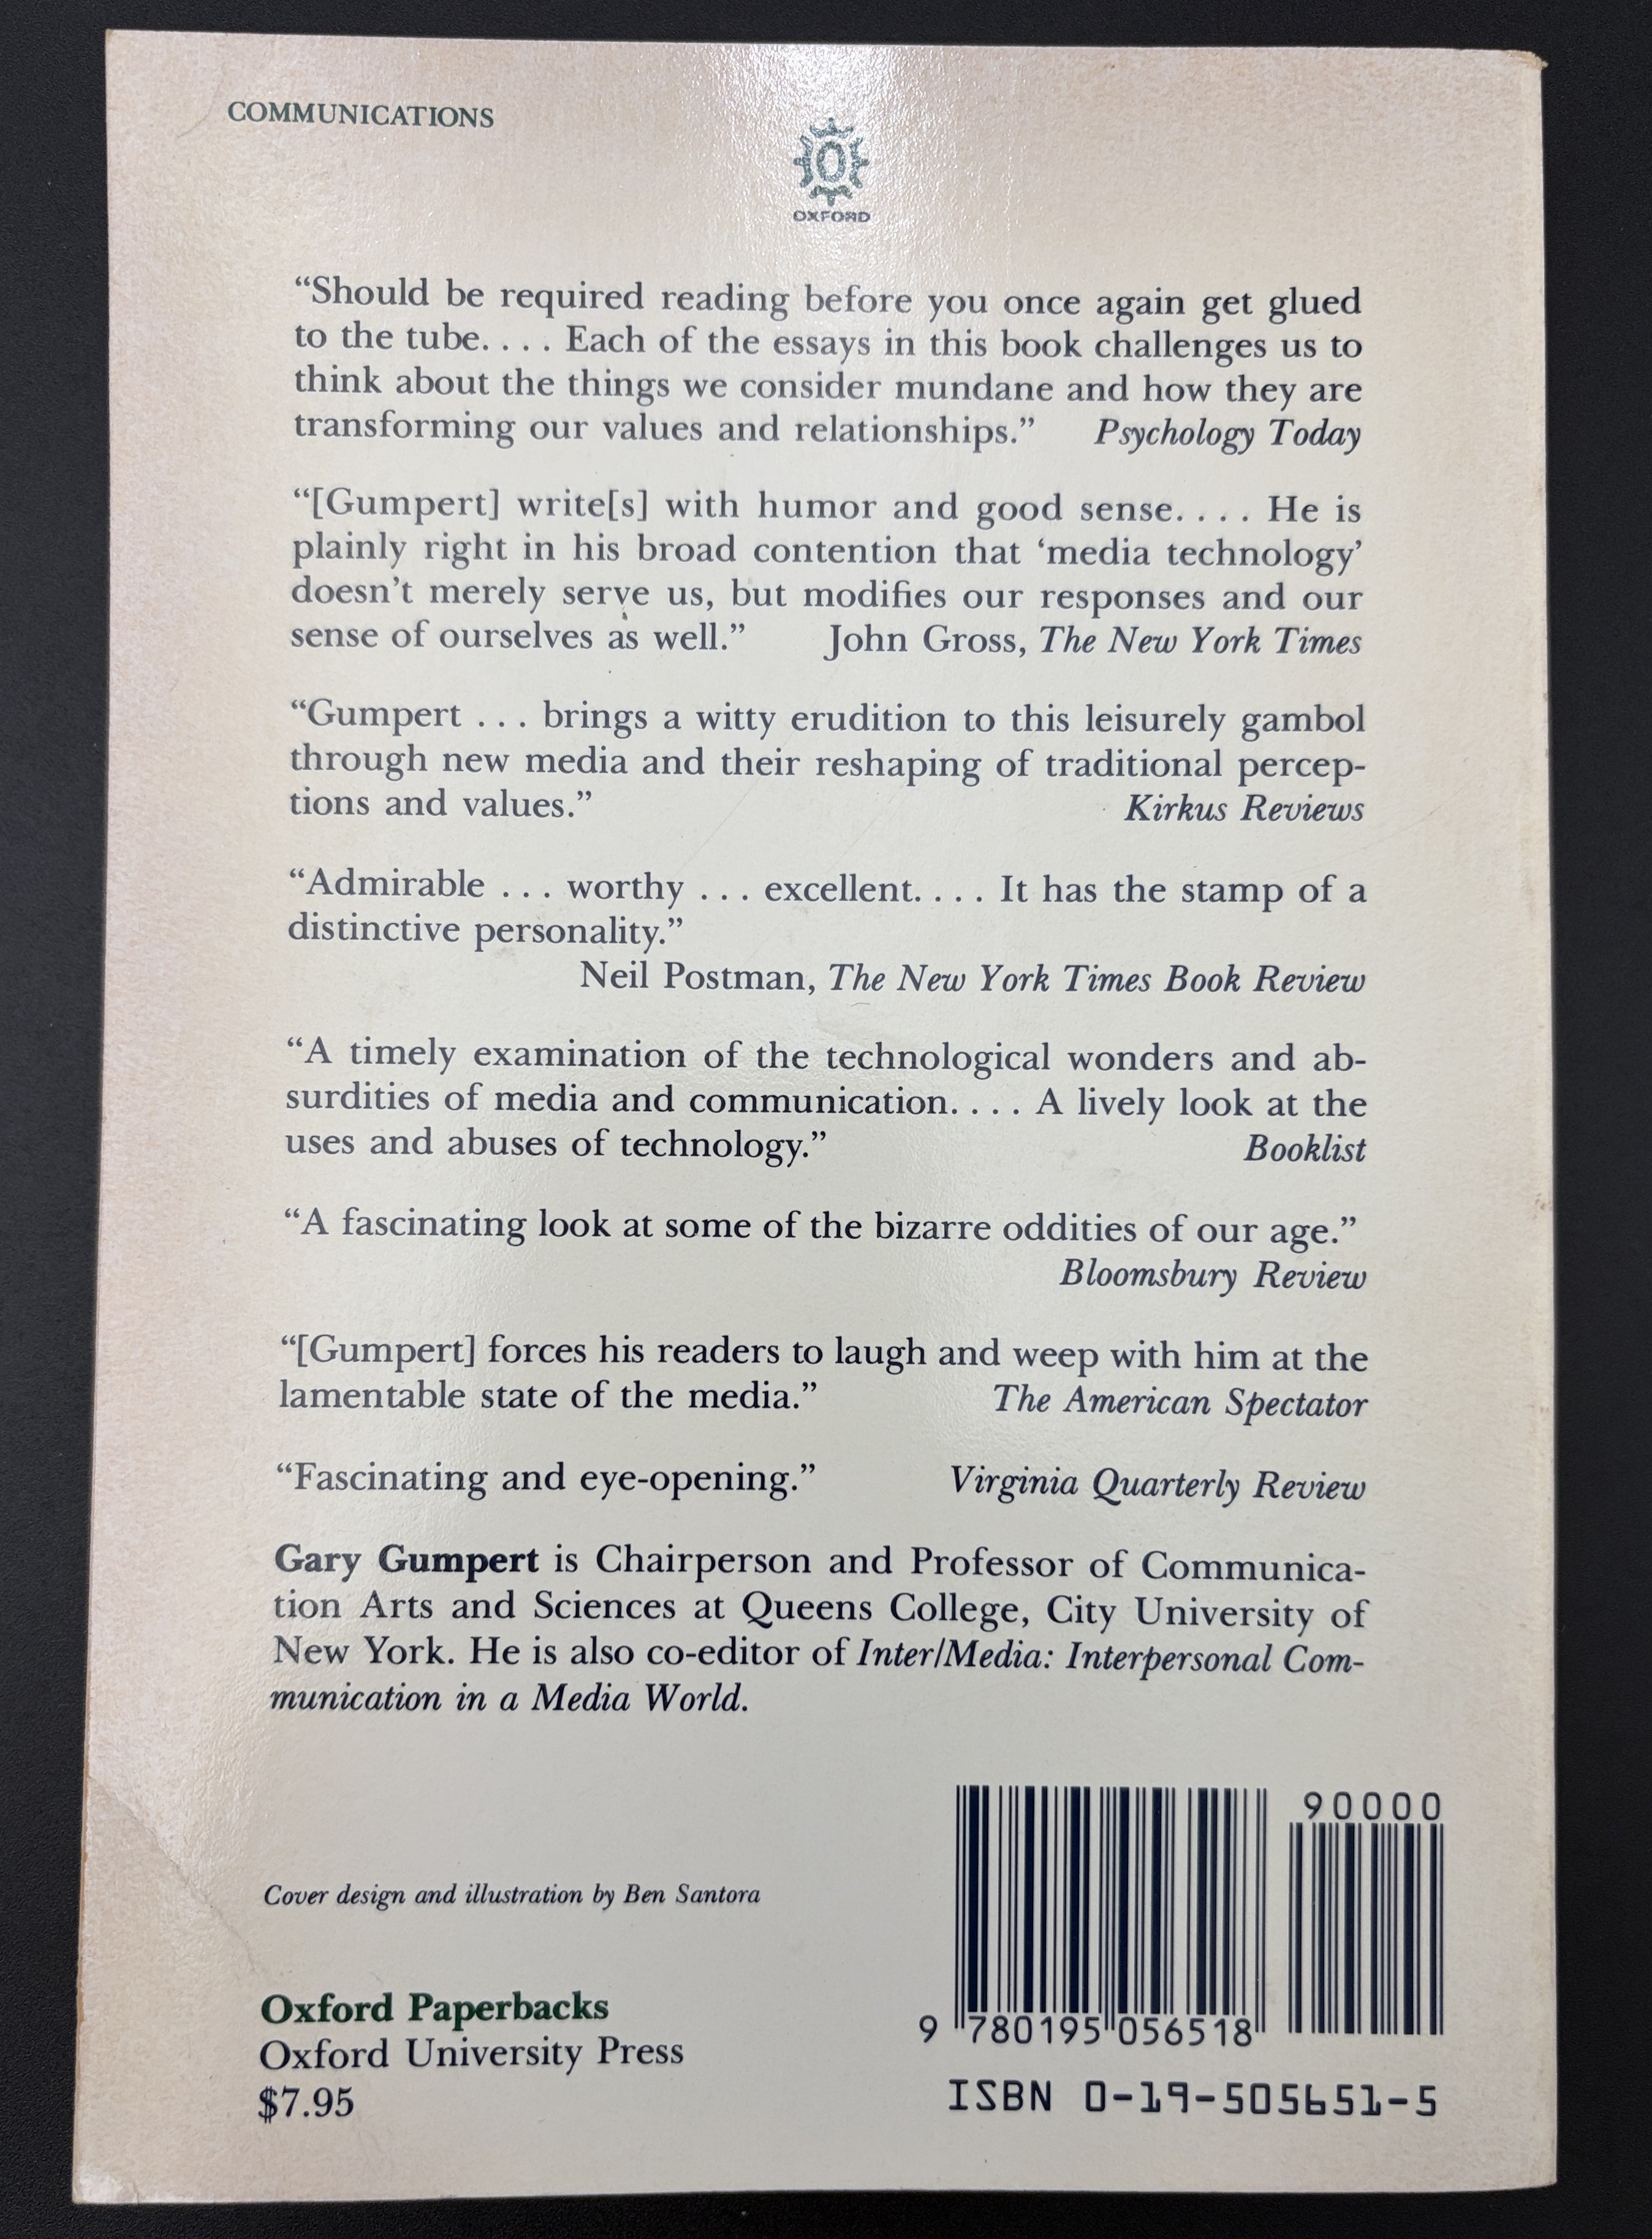 COMMUNICATIONS
O
OXFORD
“Should be required reading before you once again get glued
to the tube. . . . Each of the essays in this book challenges us to
think about the things we consider mundane and how they are
transforming our values and relationships.” Psychology Today
“[Gumpert] write[s] with humor and good sense. . . . He is
plainly right in his broad contention that ‘media technology’
doesn’t merely serve us, but modifies our responses and our
sense of ourselves as well.” John Gross, The New York Times
“Gumpert . . . brings a witty erudition to this leisurely gambol
through new media and their reshaping of traditional percep-
tions and values.” Kirkus Reviews
“Admirable . . . worthy . . . excellent. . . . It has the stamp of a
distinctive personality.”
Neil Postman, The New York Times Book Review
“A timely examination of the technological wonders and ab-
surdities of media and communication. . . . A lively look at the
uses and abuses of technology.” Booklist
“A fascinating look at some of the bizarre oddities of our age.”
Bloomsbury Review
“[Gumpert] forces his readers to laugh and weep with him at the
lamentable state of the media.” The American Spectator
“Fascinating and eye-opening.” Virginia Quarterly Review
Gary Gumpert is Chairperson and Professor of Communica-
tion Arts and Sciences at Queens College, City University of
New York. He is also co-editor of Inter/Media: Interpersonal Com-
munication in a Media World.
90000
Cover design and illustration by Ben Santora
Oxford Paperbacks
Oxford University Press
$7.95
9 780195 056518
ISBN 0-19-505651-5